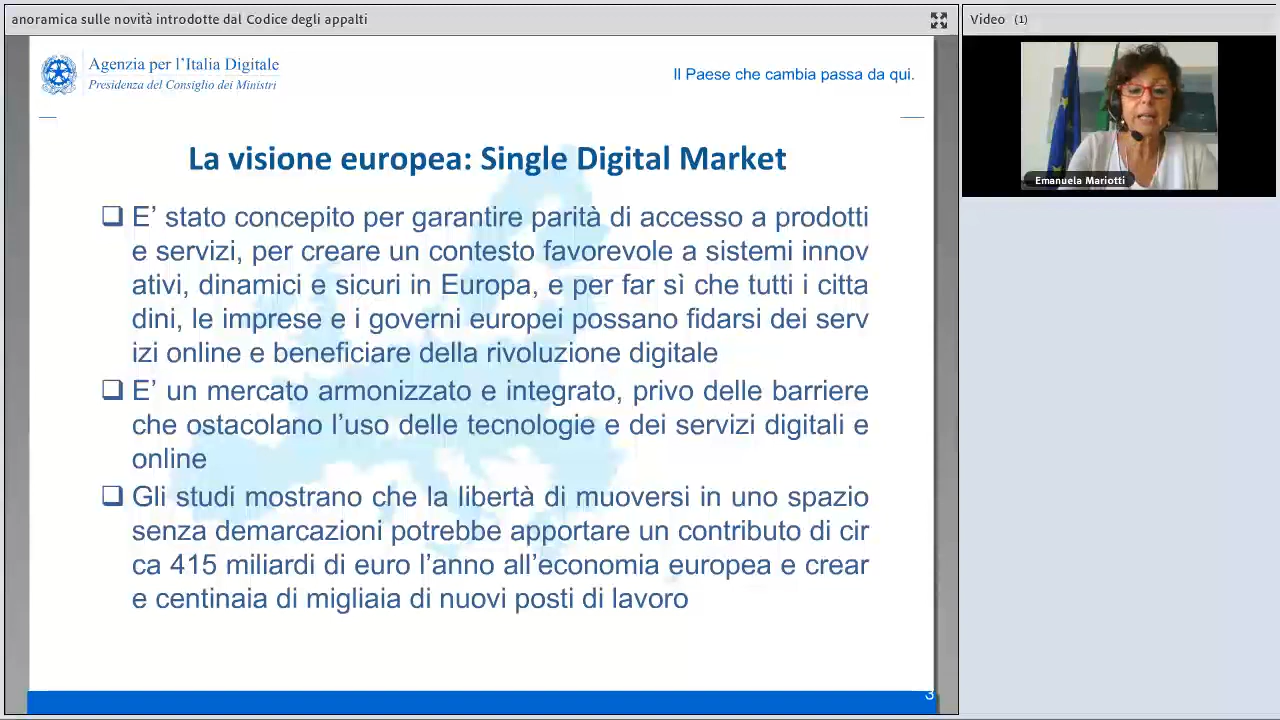 anoramica sulle novità introdotte dal Codice degli appalti
Video (1)
Agenzia per l'Italia Digitale
Presidenza del Consiglio dei Ministri
Il Paese che cambia passa da qui.
Emanuela Mariotti
La visione europea: Single Digital Market
E' stato concepito per garantire parità di accesso a prodotti
e servizi, per creare un contesto favorevole a sistemi innov
ativi, dinamici e sicuri in Europa, e per far sì che tutti i citta
dini, le imprese e i governi europei possano fidarsi dei serv
izi online e beneficiare della rivoluzione digitale
E' un mercato armonizzato e integrato, privo delle barriere
che ostacolano l'uso delle tecnologie e dei servizi digitali e
online
Gli studi mostrano che la libertà di muoversi in uno spazio
senza demarcazioni potrebbe apportare un contributo di cir
ca 415 miliardi di euro l'anno all'economia europea e crear
e centinaia di migliaia di nuovi posti di lavoro
3